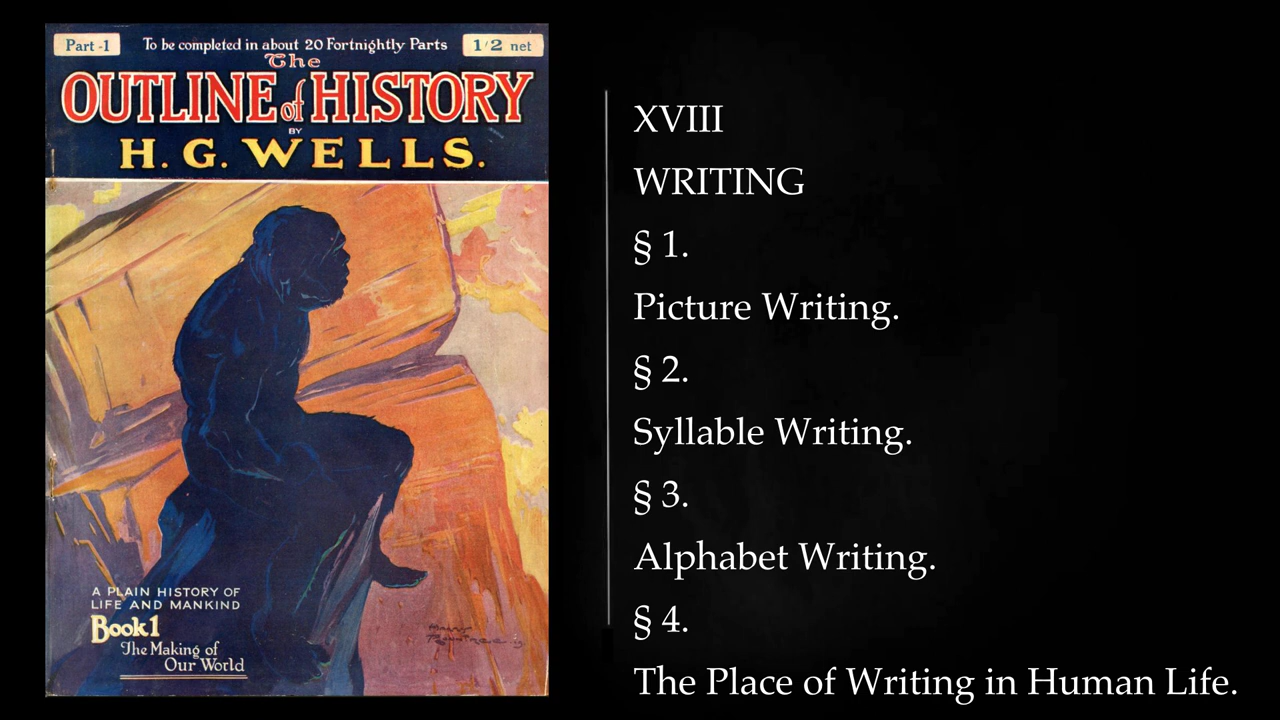 Part -1
To be completed in about 20 Fortnightly Parts
1/2 net
The
OUTLINE of HISTORY
BY
H. G. WELLS.
A PLAIN HISTORY OF
LIFE AND MANKIND
Book 1
The Making of
Our World
XVIII
WRITING
§ 1.
Picture Writing.
§ 2.
Syllable Writing.
§ 3.
Alphabet Writing.
§ 4.
The Place of Writing in Human Life.